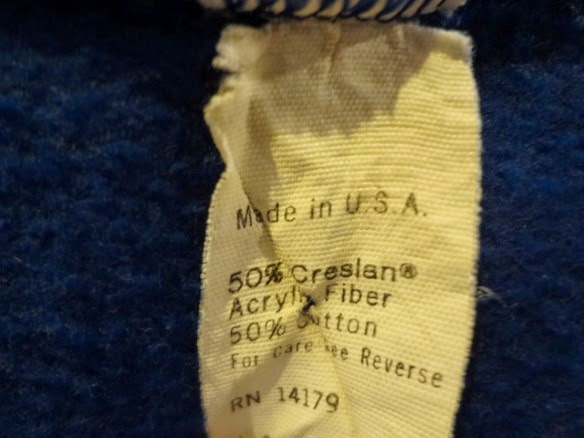 Made in U.S.A.
50% Creslan®
Acrylic Fiber
50% Cotton
For Care See Reverse
RN 14179